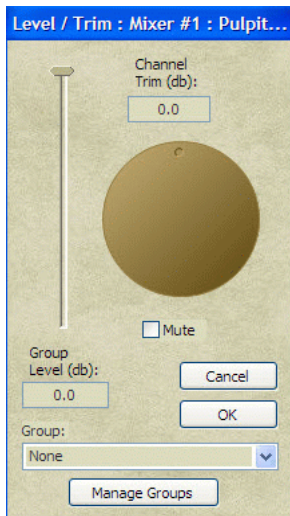 Level / Trim : Mixer #1 : Pulpit...
Channel
Trim (db):
0.0
Mute
Group
Level (db):
0.0
Cancel
OK
Group:
None
Manage Groups